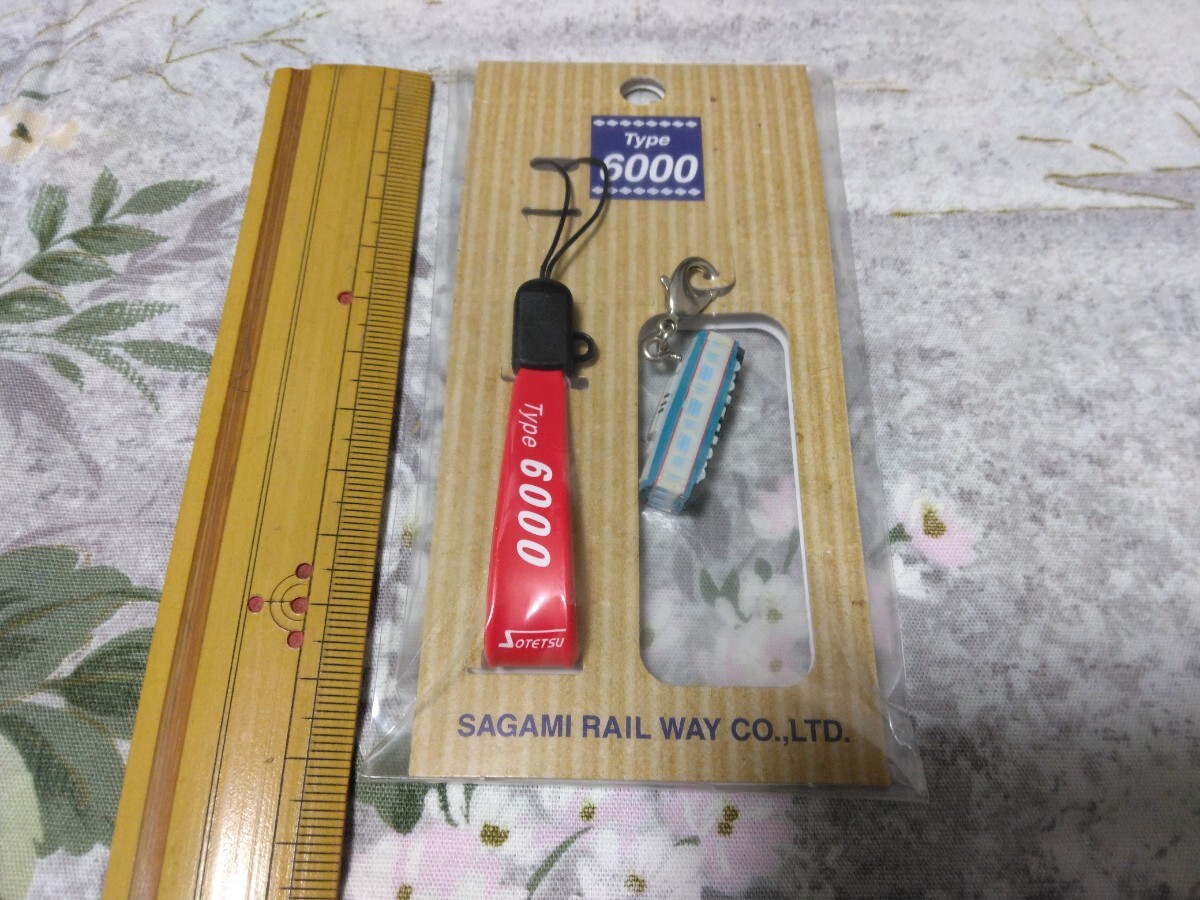 Type
6000
Type 6000
SOTETSU
SAGAMI RAIL WAY CO.,LTD.